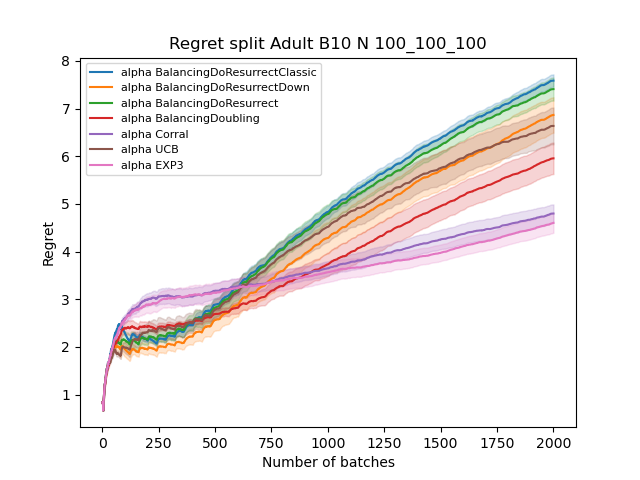 Regret split Adult B10 N 100_100_100
8
7
6
5
4
3
2
1
Regret
alpha BalancingDoResurrectClassic
alpha BalancingDoResurrectDown
alpha BalancingDoResurrect
alpha BalancingDoubling
alpha Corral
alpha UCB
alpha EXP3
0 250 500 750 1000 1250 1500 1750 2000
Number of batches